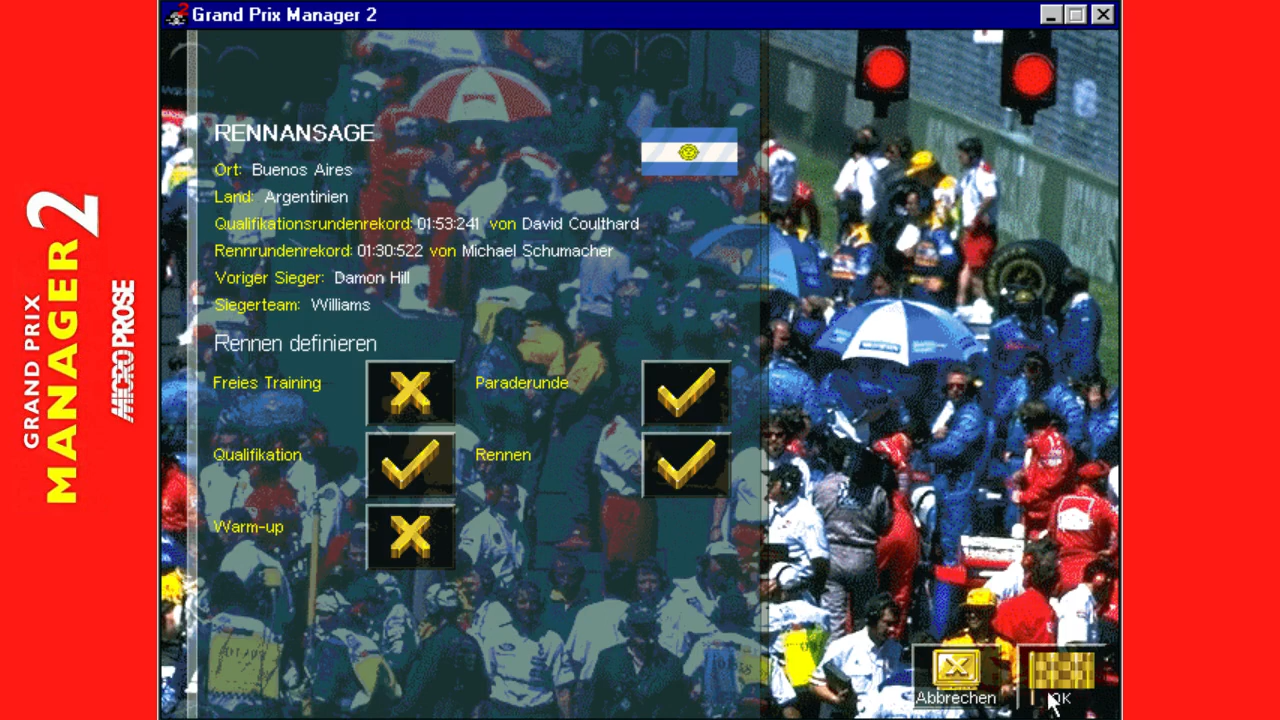 Grand Prix Manager 2
GRAND PRIX
MANAGER 2
MICROPROSE
RENNANSAGE
Ort: Buenos Aires
Land: Argentinien
Qualifikationsrundenrekord: 01:53:241 von David Coulthard
Rennrundenrekord: 01:30:522 von Michael Schumacher
Voriger Sieger: Damon Hill
Siegerteam: Williams
Rennen definieren
Freies Training
Paraderunde
Qualifikation
Rennen
Warm-up
Abbrechen
OK